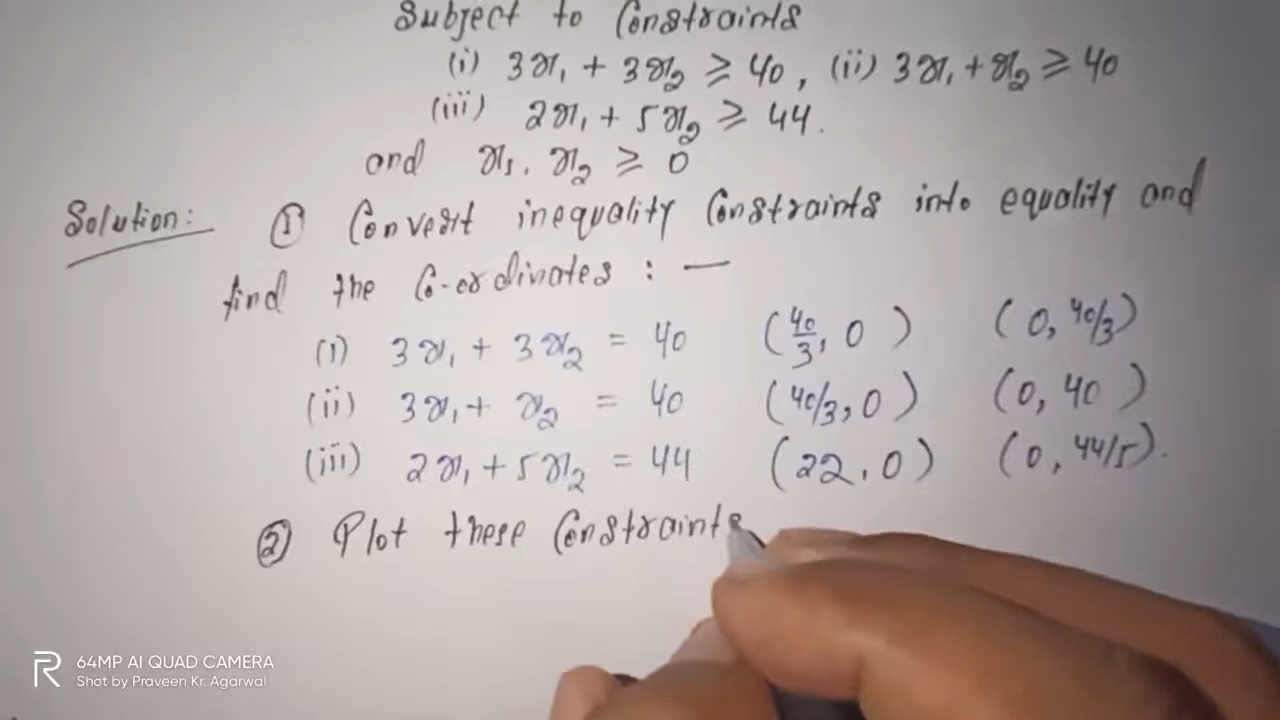 Subject to Constraints
(i) 3x₁ + 3x₂ ≥ 40, (ii) 3x₁ + x₂ ≥ 40
(iii) 2x₁ + 5x₂ ≥ 44.
and x₁, x₂ ≥ 0
Solution: ① Convert inequality Constraints into equality and
find the Co-ordinates : —
(i) 3x₁ + 3x₂ = 40 (40/3, 0) (0, 40/3)
(ii) 3x₁ + x₂ = 40 (40/3, 0) (0, 40)
(iii) 2x₁ + 5x₂ = 44 (22, 0) (0, 44/5).
② Plot these Constraints
64MP AI QUAD CAMERA
Shot by Praveen Kr. Agarwal